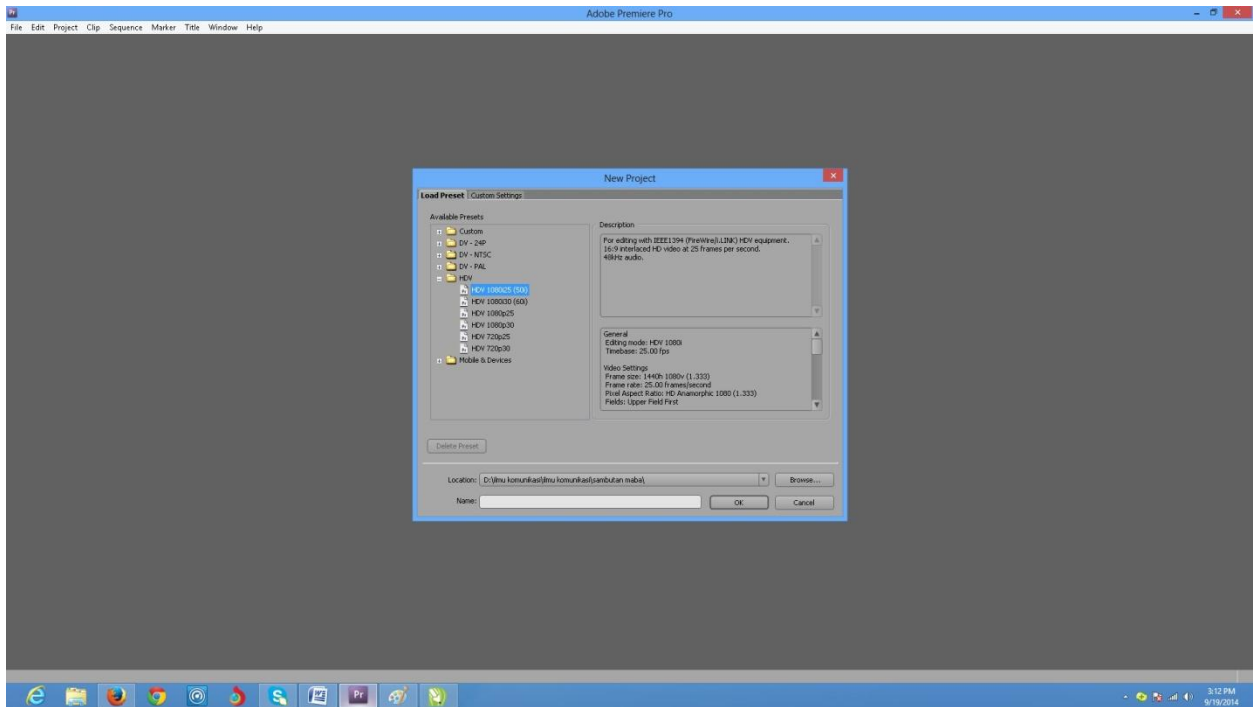 Adobe Premiere Pro
File Edit Project Clip Sequence Marker Title Window Help
New Project
Load Preset Custom Settings
Available Presets
Custom
DV - 24P
DV - NTSC
DV - PAL
HDV
HDV 1080i25 (50i)
HDV 1080i30 (60i)
HDV 1080p25
HDV 1080p30
HDV 720p25
HDV 720p30
Mobile & Devices
Description
For editing with IEEE1394 (FireWire/i.LINK) HDV equipment.
16:9 interlaced HD video at 25 frames per second.
48kHz audio.
General
Editing mode: HDV 1080i
Timebase: 25.00 fps
Video Settings
Frame size: 1440h 1080v (1.333)
Frame rate: 25.00 frames/second
Pixel Aspect Ratio: HD Anamorphic 1080 (1.333)
Fields: Upper Field First
Delete Preset
Location: D:\ilmu komunikasi\ilmu komunikasi\sambutan maba\
Browse...
Name:
OK Cancel
Pr
3:12 PM
9/19/2014